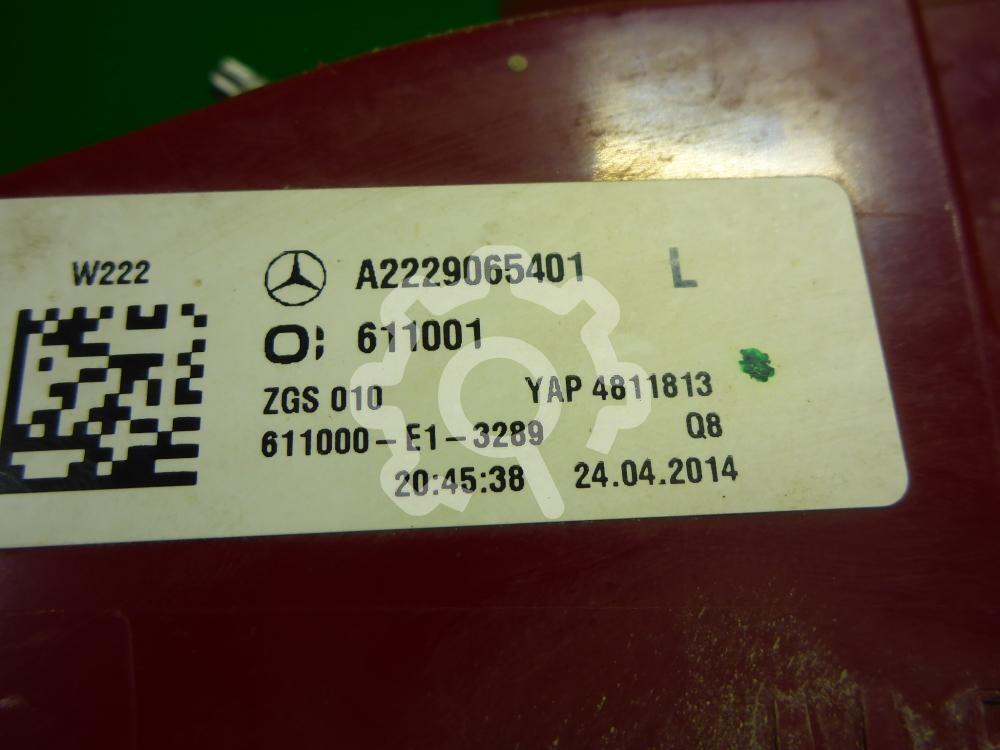 W222
A2229065401 L
611001
ZGS 010 YAP 4811813
611000-E1-3289 Q8
20:45:38 24.04.2014